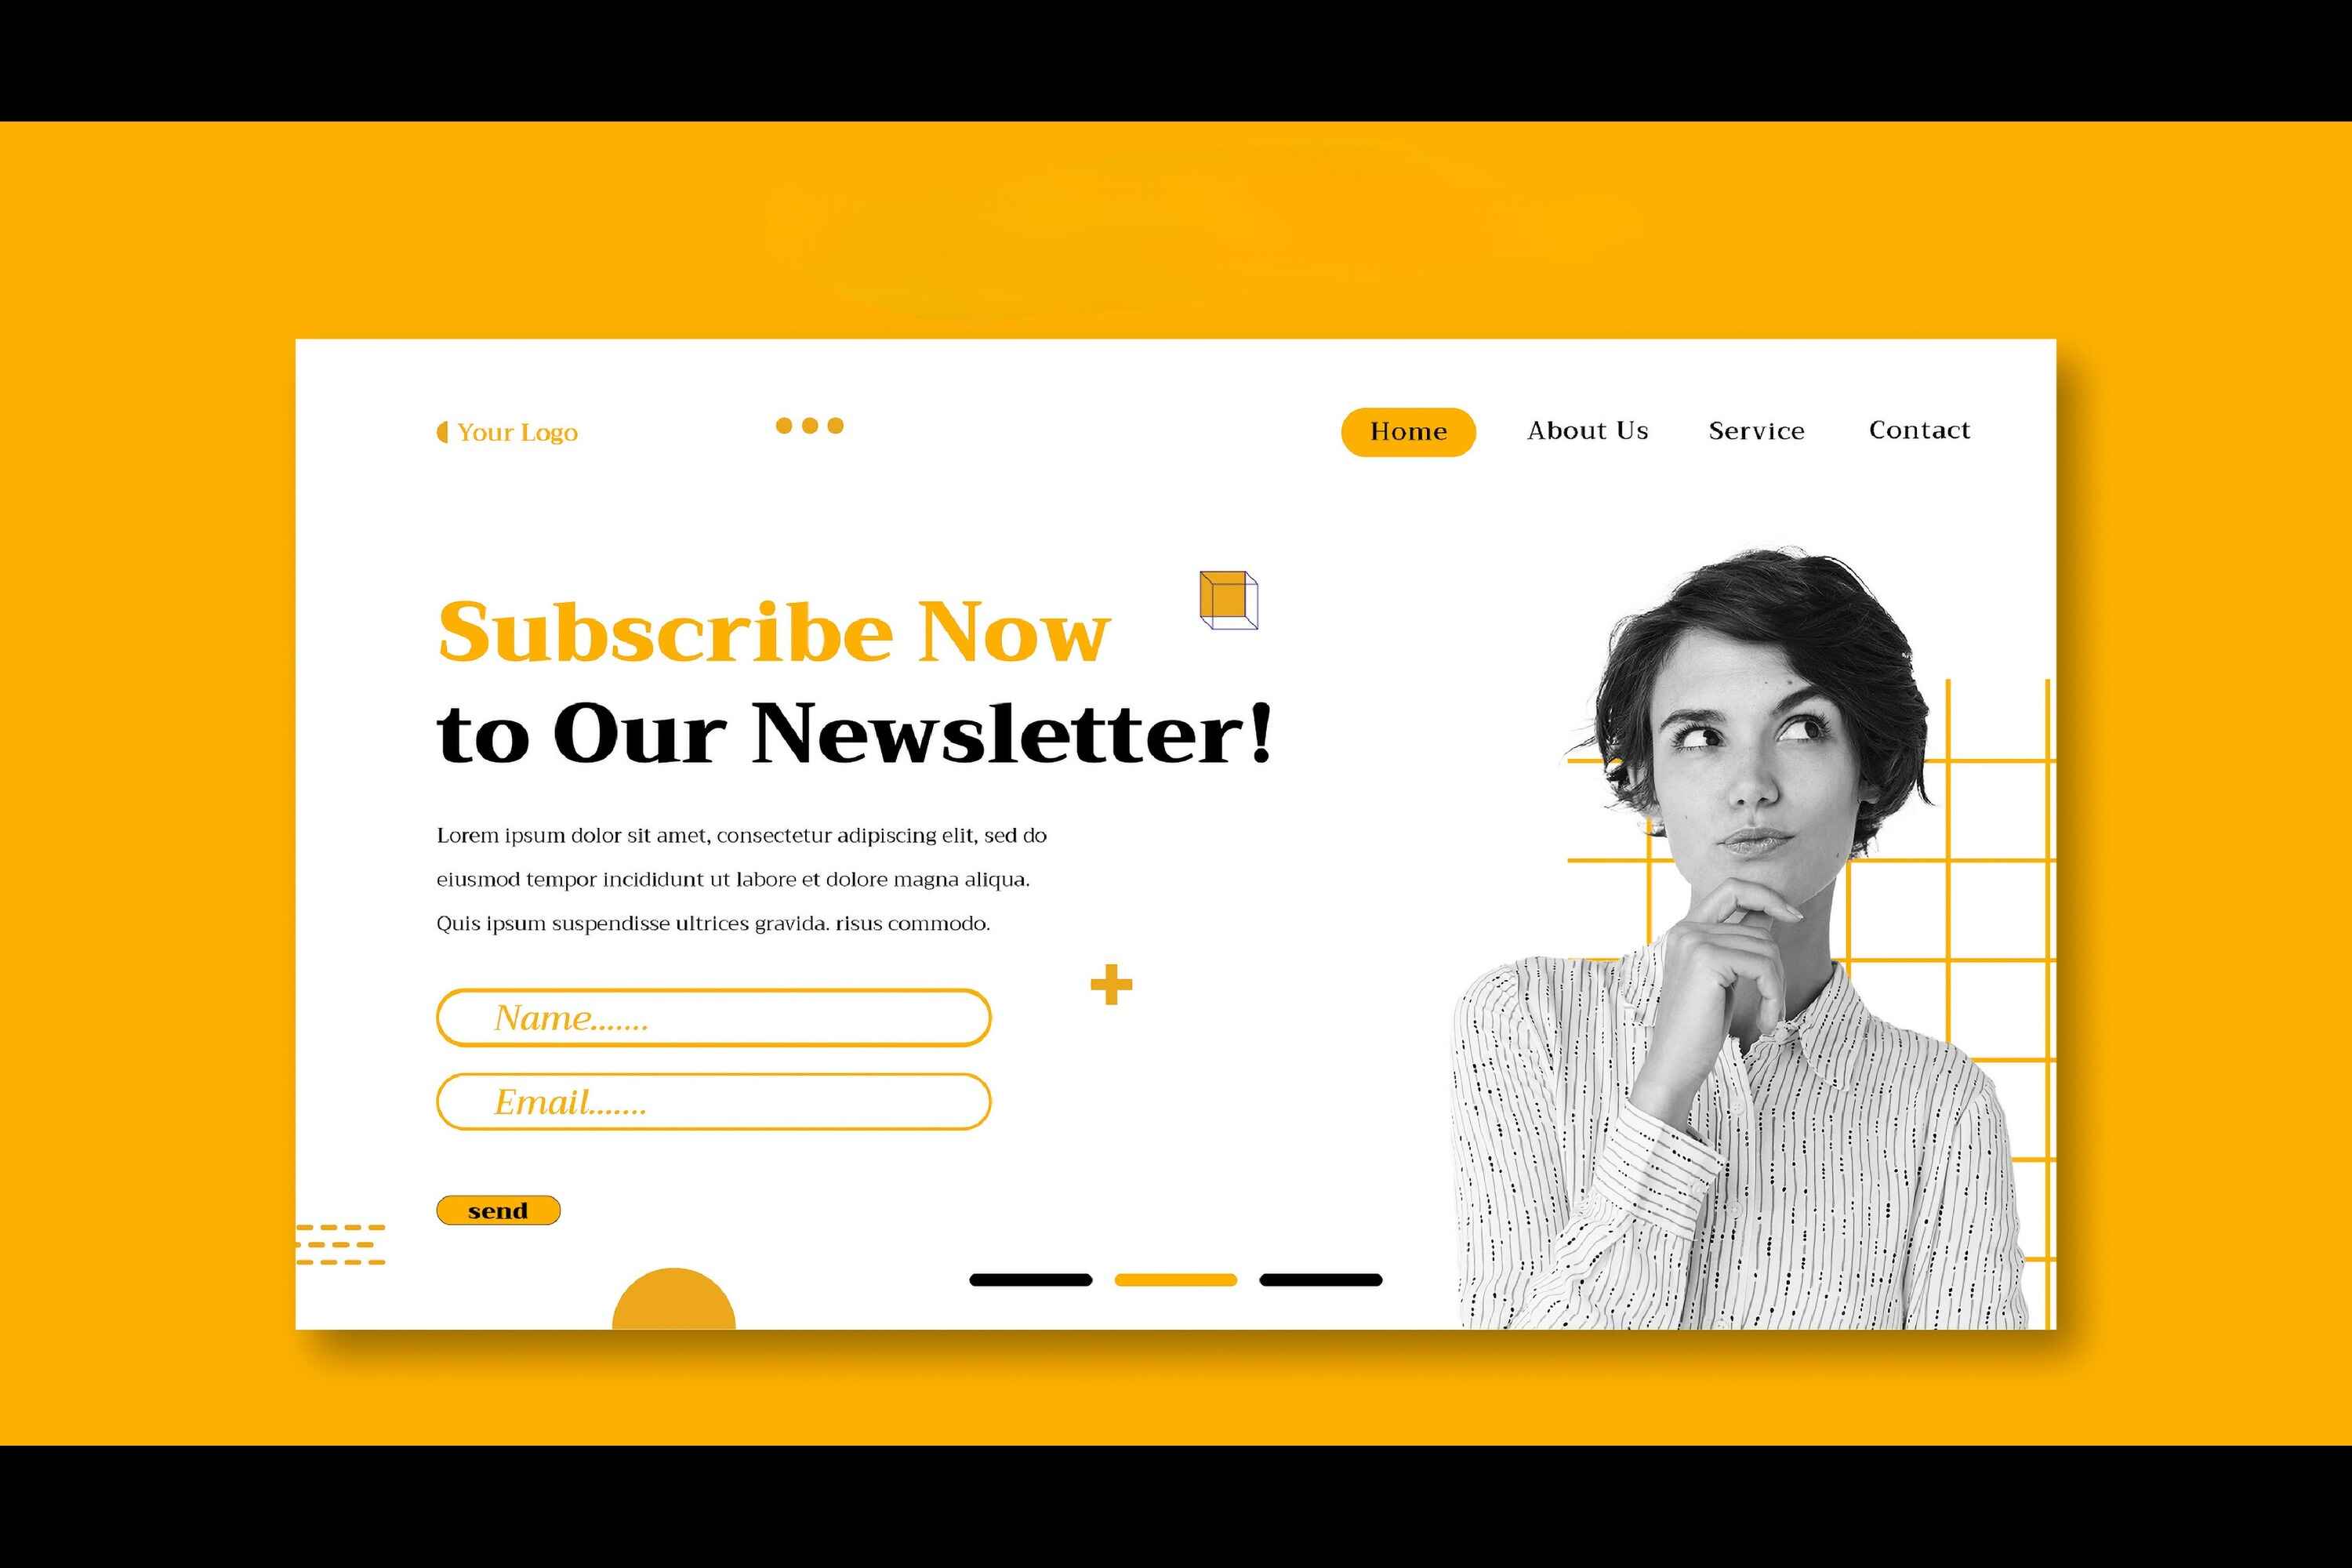 Your Logo
Home About Us Service Contact
Subscribe Now
to Our Newsletter!
Lorem ipsum dolor sit amet, consectetur adipiscing elit, sed do
eiusmod tempor incididunt ut labore et dolore magna aliqua.
Quis ipsum suspendisse ultrices gravida. risus commodo.
Name.......
Email.......
send